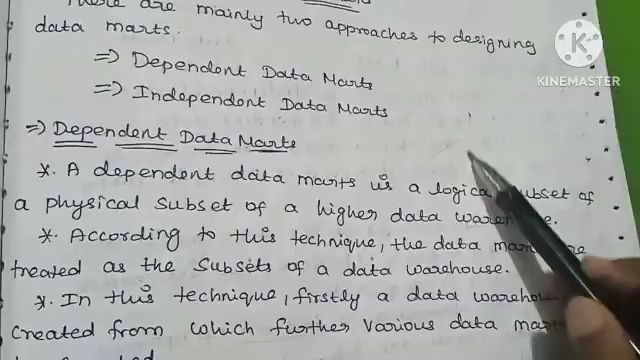 There are mainly two approaches to designing
data marts.
⇒ Dependent Data Marts
⇒ Independent Data Marts
⇒ Dependent Data Marts
*. A dependent data marts is a logical subset of
a physical subset of a higher data
*. According to this technique, the data
treated as the subsets of a data warehouse.
*. In this technique, firstly a data
created from which further various data
KINEMASTER